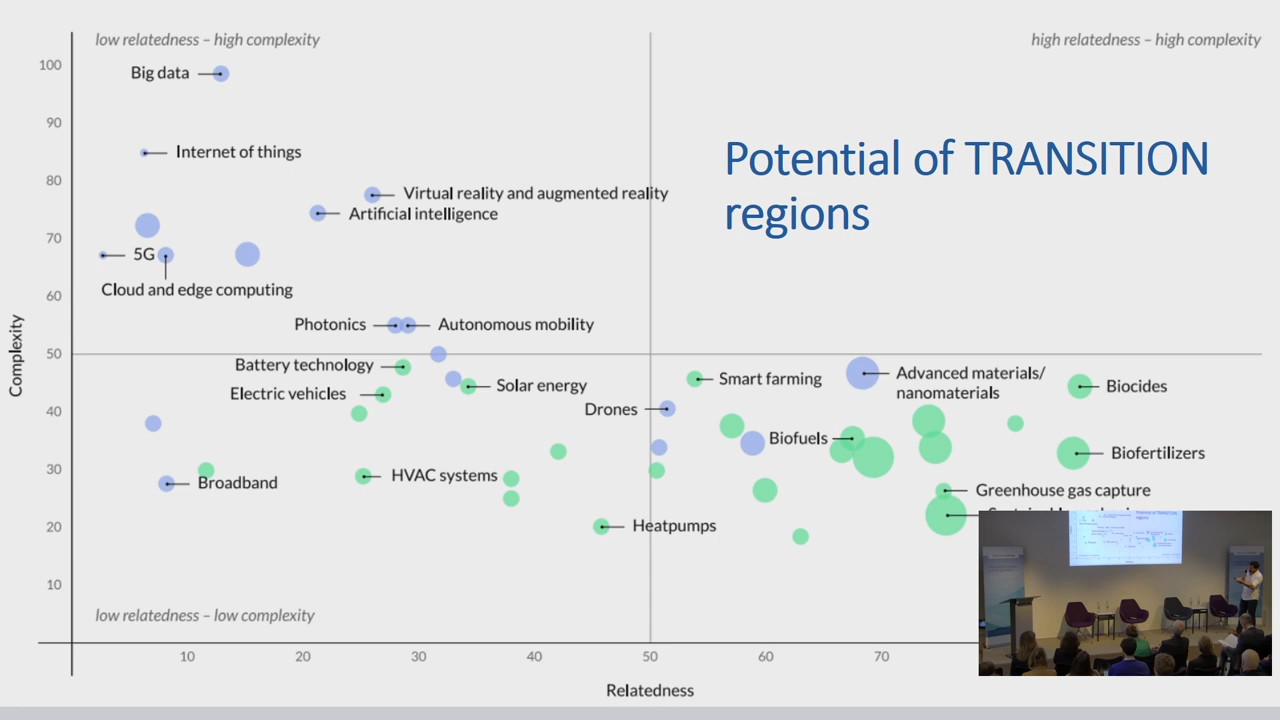 low relatedness – high complexity
high relatedness – high complexity
100
Big data
90
Potential of TRANSITION
regions
Internet of things
80
Virtual reality and augmented reality
Artificial intelligence
70
5G
Cloud and edge computing
60
Photonics
Autonomous mobility
Complexity
50
Battery technology
Solar energy
Smart farming
Advanced materials/
nanomaterials
Biocides
Electric vehicles
40
Drones
Biofuels
Biofertilizers
30
HVAC systems
Broadband
Greenhouse gas capture
20
Heatpumps
10
low relatedness – low complexity
10
20
30
40
50
60
70
Relatedness